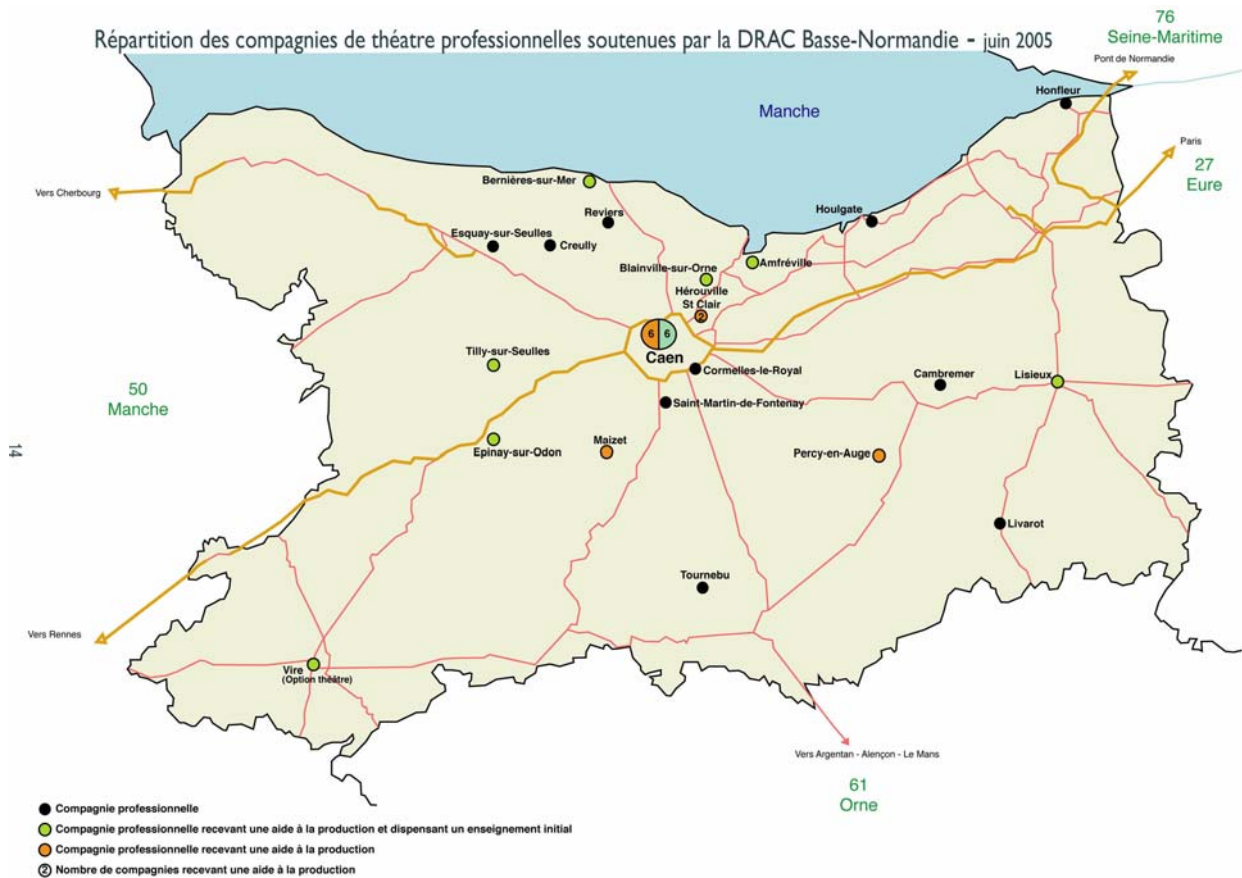 Répartition des compagnies de théatre professionnelles soutenues par la DRAC Basse-Normandie - juin 2005
76
Seine-Maritime
Pont de Normandie
Honfleur
Manche
Paris
27
Eure
Vers Cherbourg
Bernières-sur-Mer
Reviers
Houlgate
Esquay-sur-Seulles
Creully
Amfréville
Blainville-sur-Orne
Hérouville
St Clair
2
6 6
Caen
Tilly-sur-Seulles
Cormelles-le-Royal
Cambremer
Lisieux
50
Manche
Saint-Martin-de-Fontenay
14
Maizet
Epinay-sur-Odon
Percy-en-Auge
Livarot
Tournebu
Vers Rennes
Vire
(Option théâtre)
Vers Argentan - Alençon - Le Mans
61
Orne
Compagnie professionnelle
Compagnie professionnelle recevant une aide à la production et dispensant un enseignement initial
Compagnie professionnelle recevant une aide à la production
2 Nombre de compagnies recevant une aide à la production